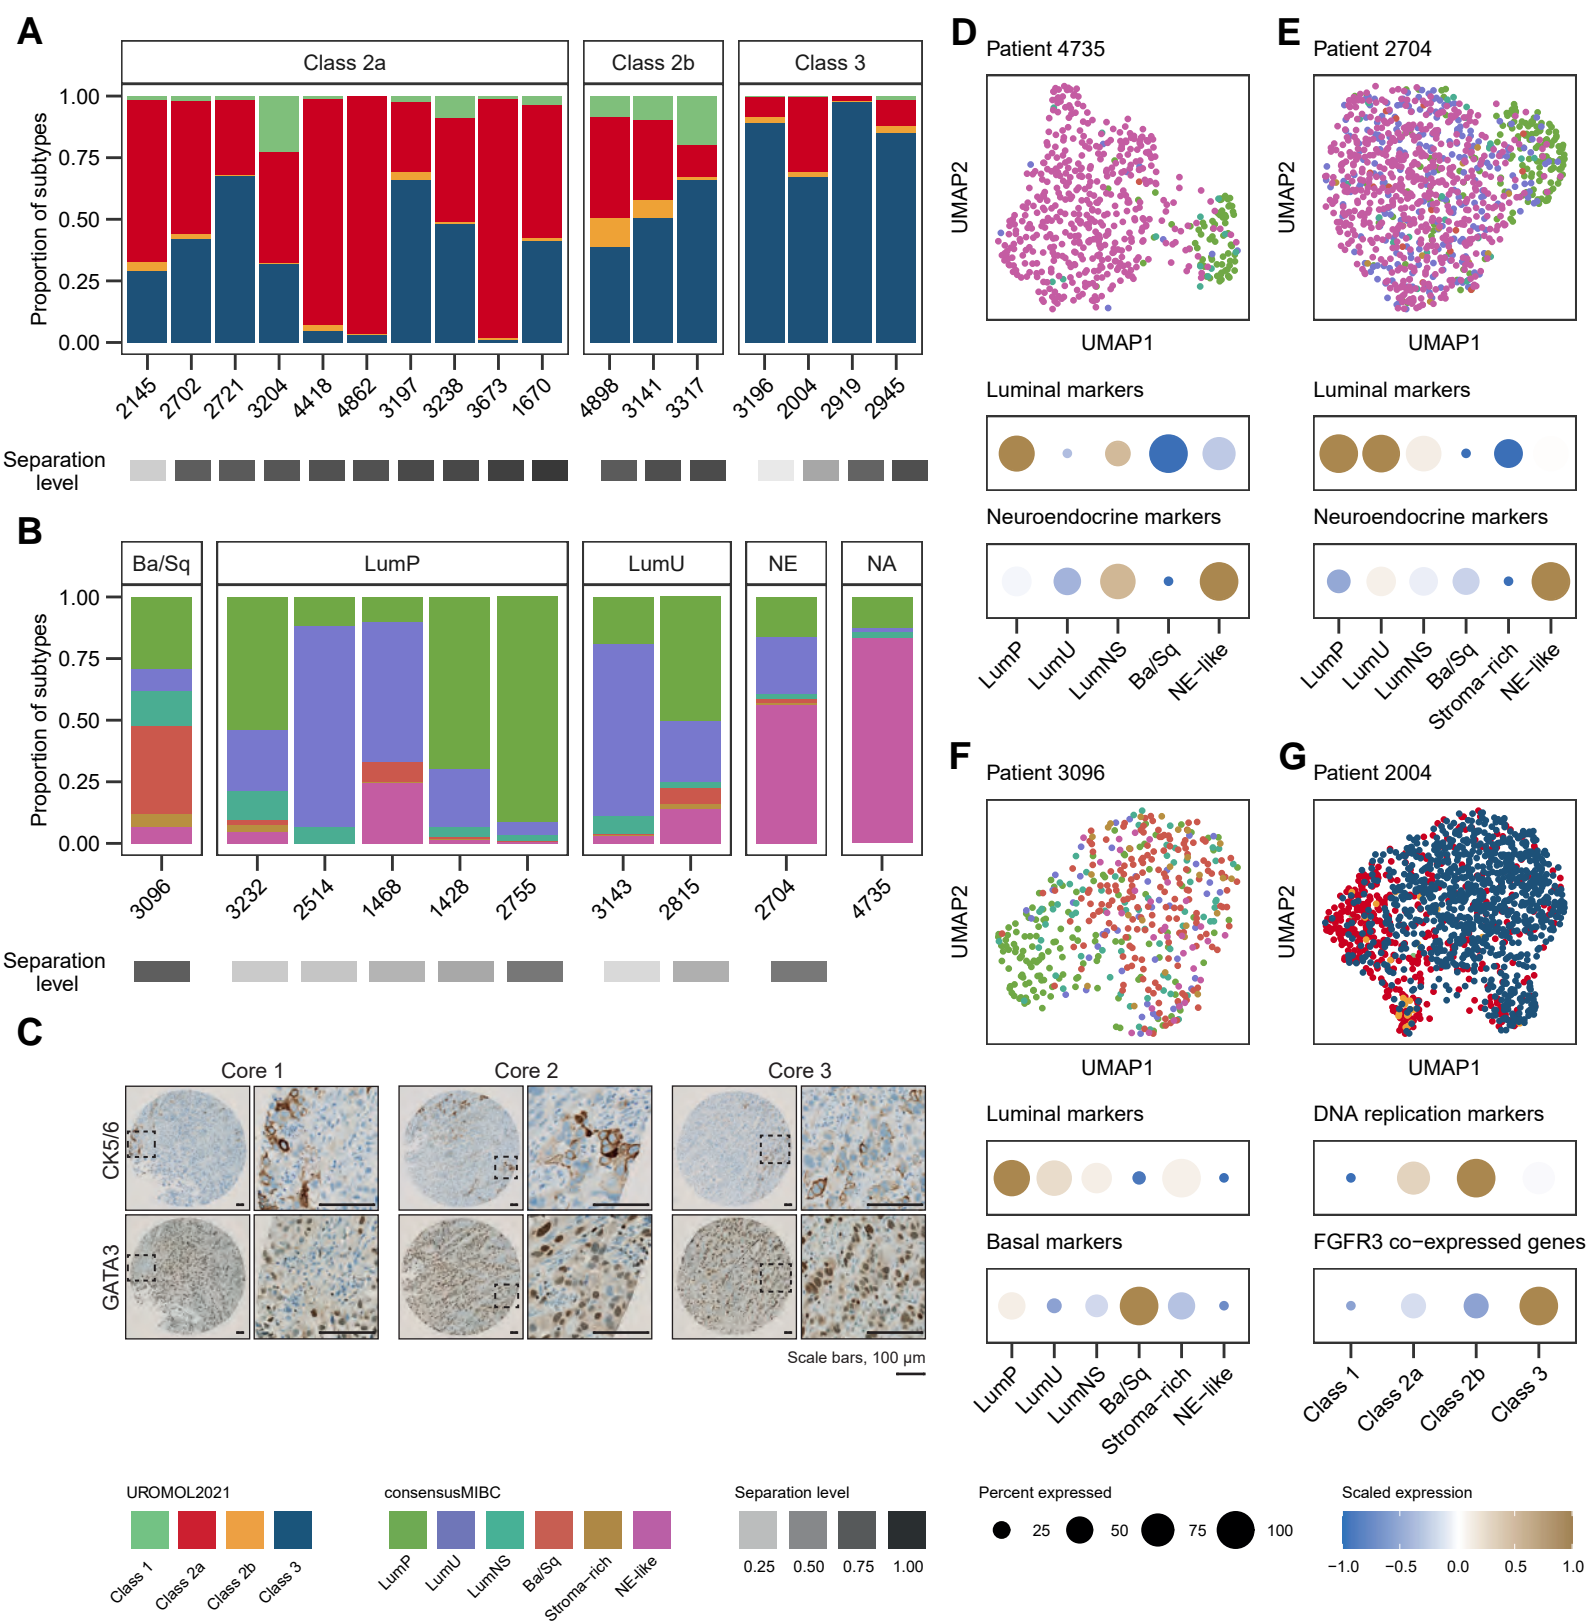 A
Class 2a
Class 2b
Class 3
Proportion of subtypes
1.00
0.75
0.50
0.25
0.00
2145
2702
2721
3204
4418
4862
3197
3238
3673
1670
4898
3141
3317
3196
2004
2919
2945
Separation level
B
Ba/Sq
LumP
LumU
NE
NA
Proportion of subtypes
1.00
0.75
0.50
0.25
0.00
3096
3232
2514
1468
1428
2755
3143
2815
2704
4735
Separation level
C
Core 1
Core 2
Core 3
CK5/6
GATA3
Scale bars, 100 µm
D
Patient 4735
UMAP2
UMAP1
Luminal markers
Neuroendocrine markers
LumP
LumU
LumNS
Ba/Sq
NE−like
E
Patient 2704
UMAP2
UMAP1
Luminal markers
Neuroendocrine markers
LumP
LumU
LumNS
Ba/Sq
Stroma−rich
NE−like
F
Patient 3096
UMAP2
UMAP1
Luminal markers
Basal markers
LumP
LumU
LumNS
Ba/Sq
Stroma−rich
NE−like
G
Patient 2004
UMAP2
UMAP1
DNA replication markers
FGFR3 co−expressed genes
Class 1
Class 2a
Class 2b
Class 3
UROMOL2021
Class 1
Class 2a
Class 2b
Class 3
consensusMIBC
LumP
LumU
LumNS
Ba/Sq
Stroma−rich
NE-like
Separation level
0.25
0.50
0.75
1.00
Percent expressed
25
50
75
100
Scaled expression
−1.0
−0.5
0.0
0.5
1.0